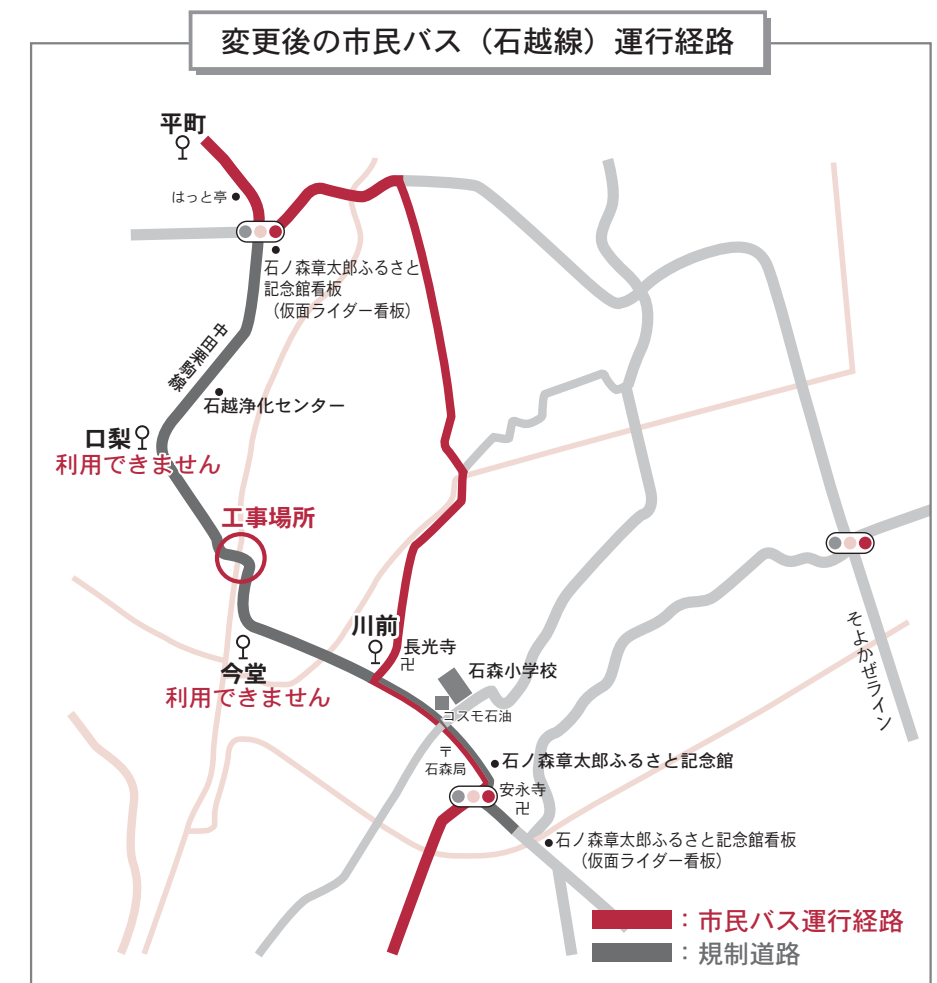 変更後の市民バス（石越線）運行経路
平町
はっと亭
石ノ森章太郎ふるさと
記念館看板
（仮面ライダー看板）
中田栗駒線
石越浄化センター
口梨
利用できません
工事場所
今堂
利用できません
川前
長光寺
卍
石森小学校
コスモ石油
〒
石森局
石ノ森章太郎ふるさと記念館
安永寺
卍
石ノ森章太郎ふるさと記念館看板
（仮面ライダー看板）
そよかぜライン
：市民バス運行経路
：規制道路